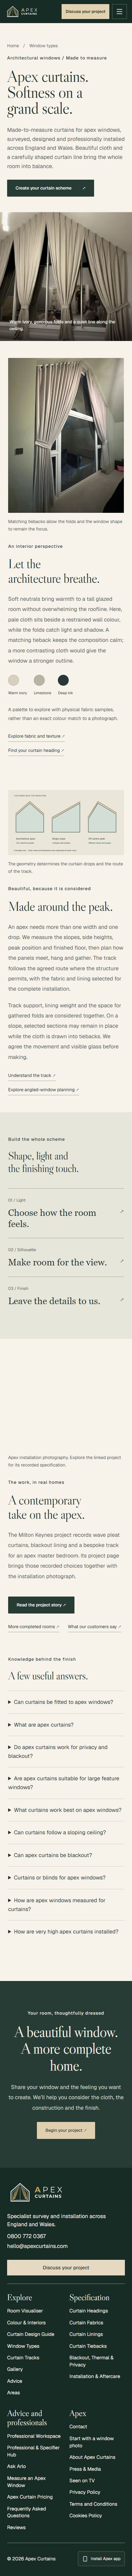 APEX
CURTAINS
Discuss your project
Home / Window types
Architectural windows / Made to measure
Apex curtains.
Softness on a
grand scale.
Made-to-measure curtains for apex windows,
surveyed, designed and professionally installed
across England and Wales. Beautiful cloth and
a carefully shaped curtain line bring the whole
room into balance.
Create your curtain scheme ↗
Warm ivory, generous folds and a quiet line along the
ceiling.
Matching tiebacks allow the folds and the window shape
to remain the focus.
An interior perspective
Let the
architecture breathe.
Soft neutrals bring warmth to a tall glazed
room without overwhelming the roofline. Here,
pale cloth sits beside a restrained wall colour,
while the folds catch light and shadow. A
matching tieback keeps the composition calm;
a more contrasting cloth would give the
window a stronger outline.
Warm ivory
Limestone
Deep ink
A palette to explore with physical fabric samples,
rather than an exact colour match to a photograph.
Explore fabric and texture ↗
Find your curtain heading ↗
The geometry determines the curtain drops and the route
of the track.
Beautiful, because it is considered
Made around the peak.
An apex needs more than one width and
drop. We measure the slope, side heights,
peak position and finished floor, then plan how
the panels meet, hang and gather. The track
follows the agreed route where the structure
permits, with fixing and lining selected for the
complete installation.
Track support, lining weight and the space for
gathered folds are considered together. On a
slope, selected sections may remain in place
while the cloth is drawn into tiebacks. We
agree the movement and visible glass before
making.
Understand the track ↗
Explore angled-window planning ↗
Build the whole scheme
Shape, light and
the finishing touch.
01 / Light
Choose how the room
feels.
↗
02 / Silhouette
Make room for the view.
↗
03 / Finish
Leave the details to us.
↗
Apex installation photography. Explore the linked project
for its recorded specification.
The work, in real homes
A contemporary
take on the apex.
The Milton Keynes project records wave pleat
curtains, blackout lining and a bespoke track
for an apex master bedroom. Its project page
brings those recorded choices together with
the installation photograph.
Read the project story ↗
More completed rooms ↗ What our customers say ↗
Knowledge behind the finish
A few useful answers.
▶ Can curtains be fitted to apex windows?
▶ What are apex curtains?
▶ Do apex curtains work for privacy and
blackout?
▶ Are apex curtains suitable for large feature
windows?
▶ What curtains work best on apex windows?
▶ Can curtains follow a sloping ceiling?
▶ Can apex curtains be blackout?
▶ Curtains or blinds for apex windows?
▶ How are apex windows measured for
curtains?
▶ How are very high apex curtains installed?
Your room, thoughtfully dressed
A beautiful window.
A more complete
home.
Share your window and the feeling you want
to create. We'll help you consider the cloth, the
construction and the finish.
Begin your project ↗
APEX
CURTAINS
Specialist survey and installation across
England and Wales.
0800 772 0367
hello@apexcurtains.com
Discuss your project
Explore
Room Visualiser
Colour & Interiors
Curtain Design Guide
Window Types
Curtain Tracks
Gallery
Advice
Areas
Specification
Curtain Headings
Curtain Fabrics
Curtain Linings
Curtain Tiebacks
Blackout, Thermal &
Privacy
Installation & Aftercare
Advice and
professionals
Professional Workspace
Professional & Specifier
Hub
Ask Arlo
Measure an Apex
Window
Apex Curtain Pricing
Frequently Asked
Questions
Reviews
Apex
Contact
Start with a window
photo
About Apex Curtains
Press & Media
Seen on TV
Privacy Policy
Terms and Conditions
Cookies Policy
© 2026 Apex Curtains
Install Apex app